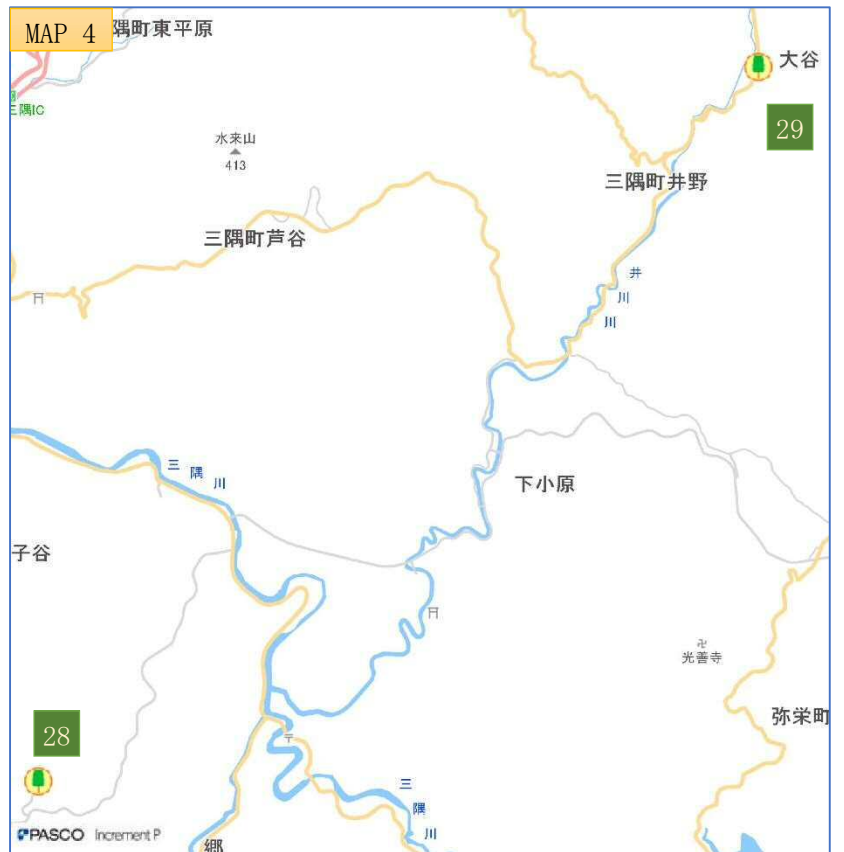 MAP 4
隅町東平原
大谷
三隅IC
29
水来山
413
三隅町井野
三隅町芦谷
井川川
三隅川
下小原
子谷
光善寺
弥栄町
28
三隅川
郷
PASCO Increment P